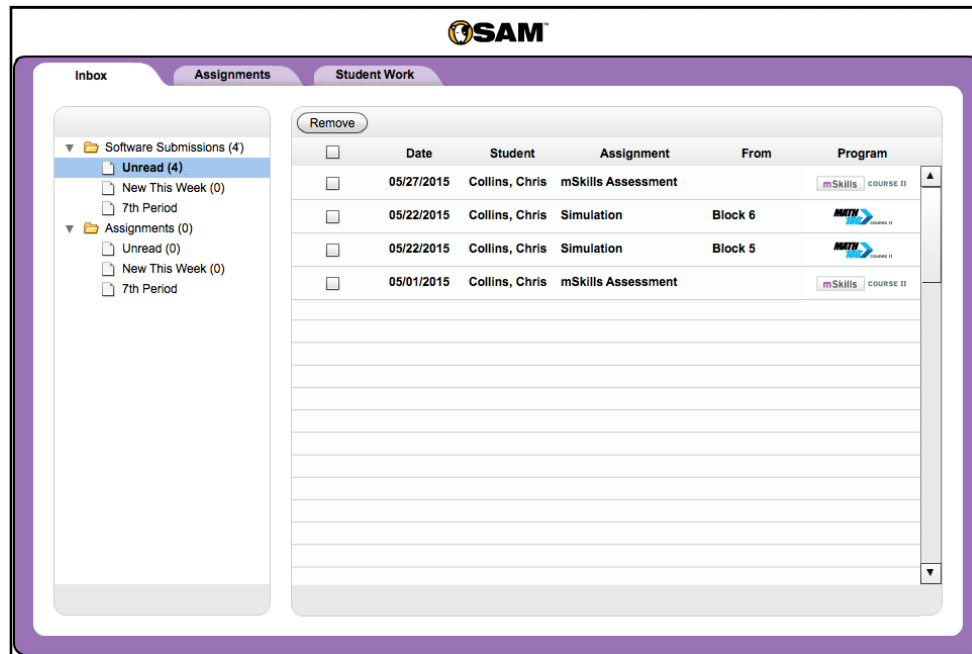 SAM™
Inbox Assignments Student Work
Remove
Software Submissions (4)
Unread (4)
New This Week (0)
7th Period
Assignments (0)
Unread (0)
New This Week (0)
7th Period
Date Student Assignment From Program
05/27/2015 Collins, Chris mSkills Assessment mSkills COURSE II
05/22/2015 Collins, Chris Simulation Block 6 MATH 180 COURSE II
05/22/2015 Collins, Chris Simulation Block 5 MATH 180 COURSE II
05/01/2015 Collins, Chris mSkills Assessment mSkills COURSE II